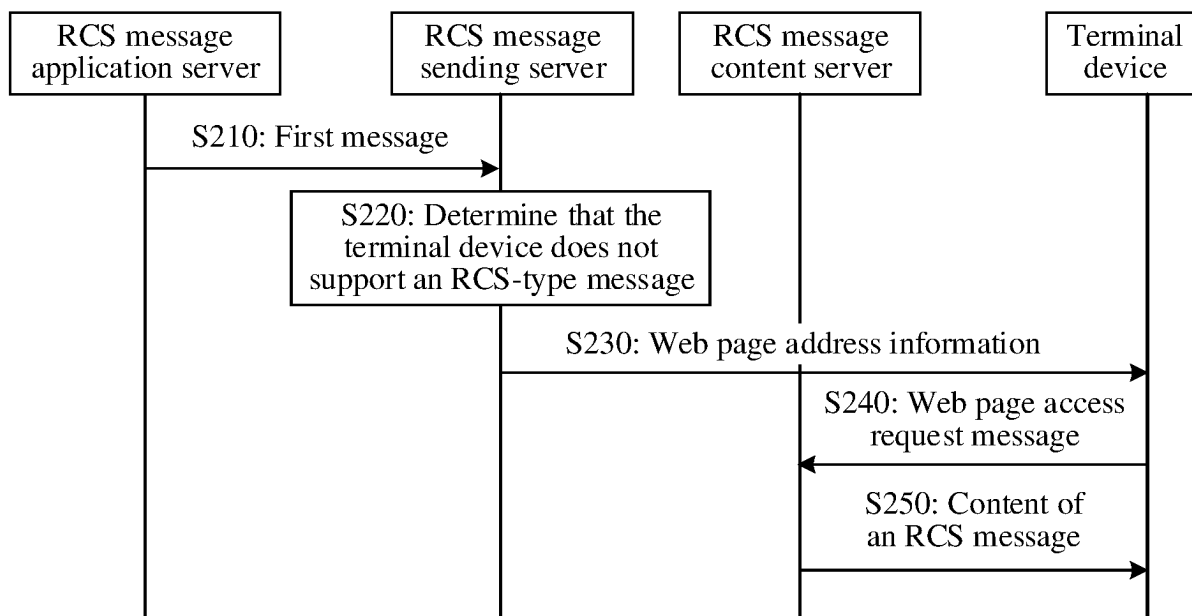 RCS message
application server
RCS message
sending server
RCS message
content server
Terminal
device
S210: First message
S220: Determine that the
terminal device does not
support an RCS-type message
S230: Web page address information
S240: Web page access
request message
S250: Content of
an RCS message